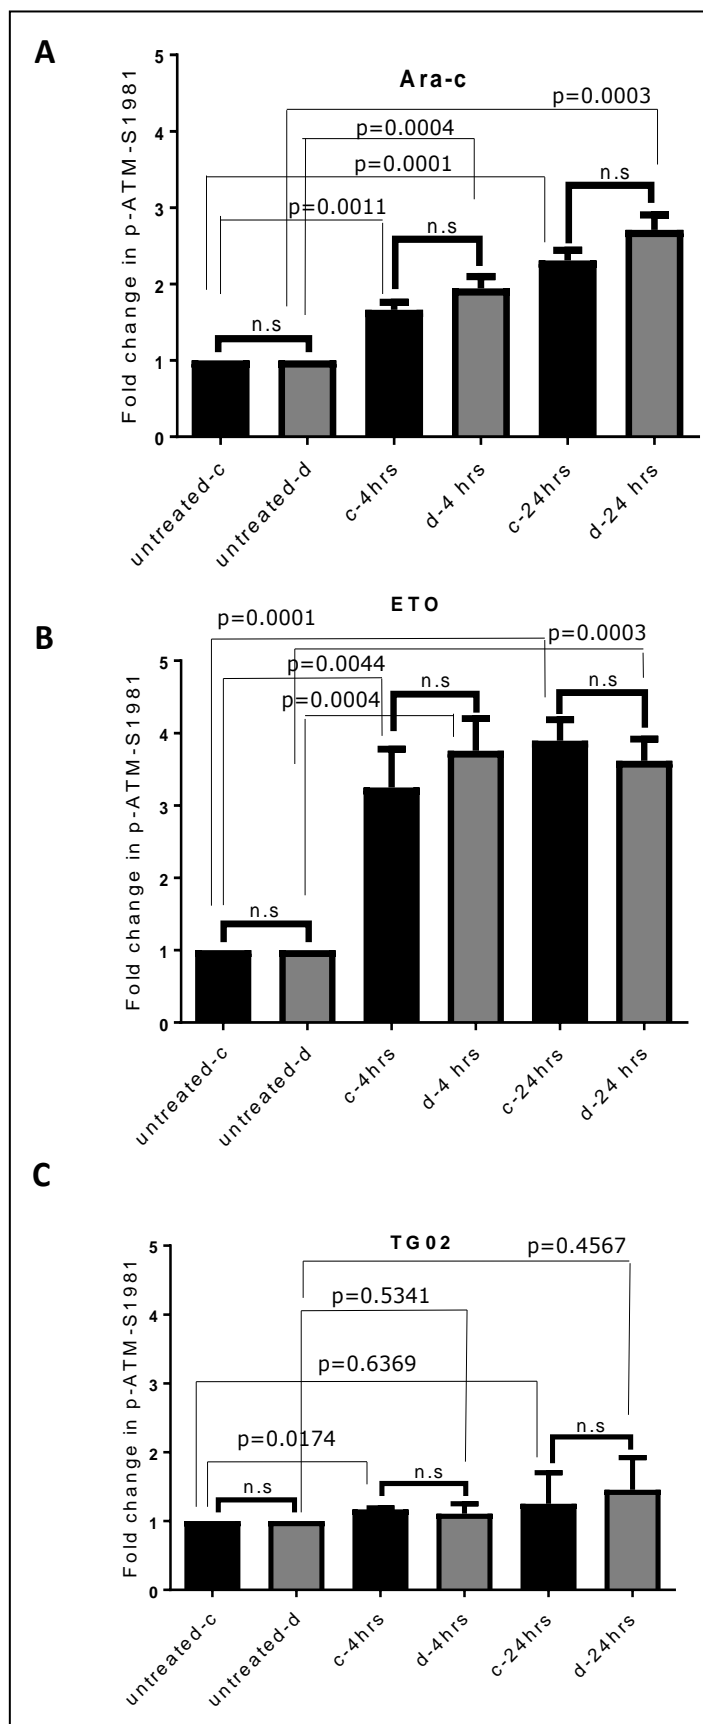 A
Ara-c
Fold change in p-ATM-S1981
5
4
3
2
1
0
p=0.0003
p=0.0004
p=0.0001
p=0.0011
n.s
n.s
n.s
untreated-c
untreated-d
c-4hrs
d-4 hrs
c-24hrs
d-24 hrs
B
ETO
Fold change in p-ATM-S1981
5
4
3
2
1
0
p=0.0001
p=0.0003
p=0.0044
p=0.0004
n.s
n.s
n.s
untreated-c
untreated-d
c-4hrs
d-4 hrs
c-24hrs
d-24 hrs
C
TG02
Fold change in p-ATM-S1981
5
4
3
2
1
0
p=0.4567
p=0.5341
p=0.6369
p=0.0174
n.s
n.s
n.s
untreated-c
untreated-d
c-4hrs
d-4hrs
c-24hrs
d-24hrs